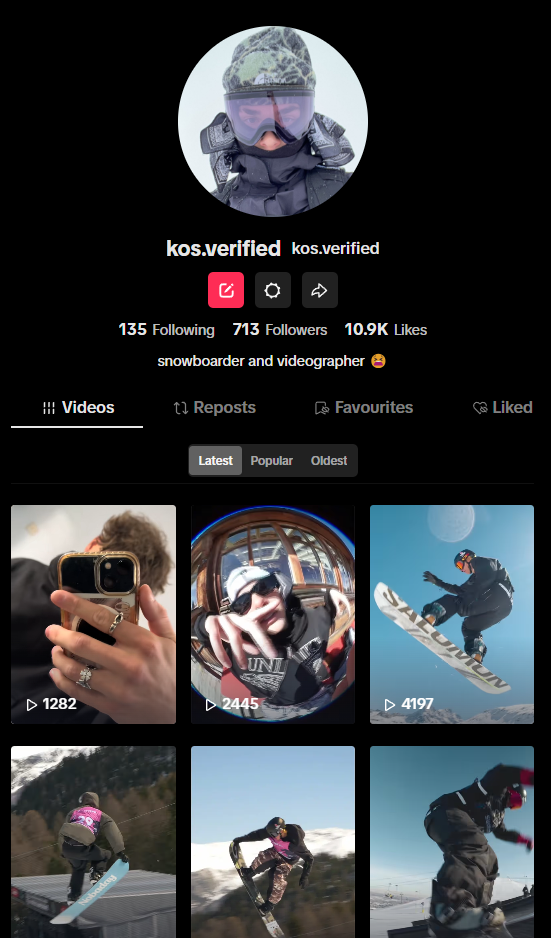 kos.verified kos.verified
135 Following 713 Followers 10.9K Likes
snowboarder and videographer 😫
Videos Reposts Favourites Liked
Latest Popular Oldest
1282 2445 4197